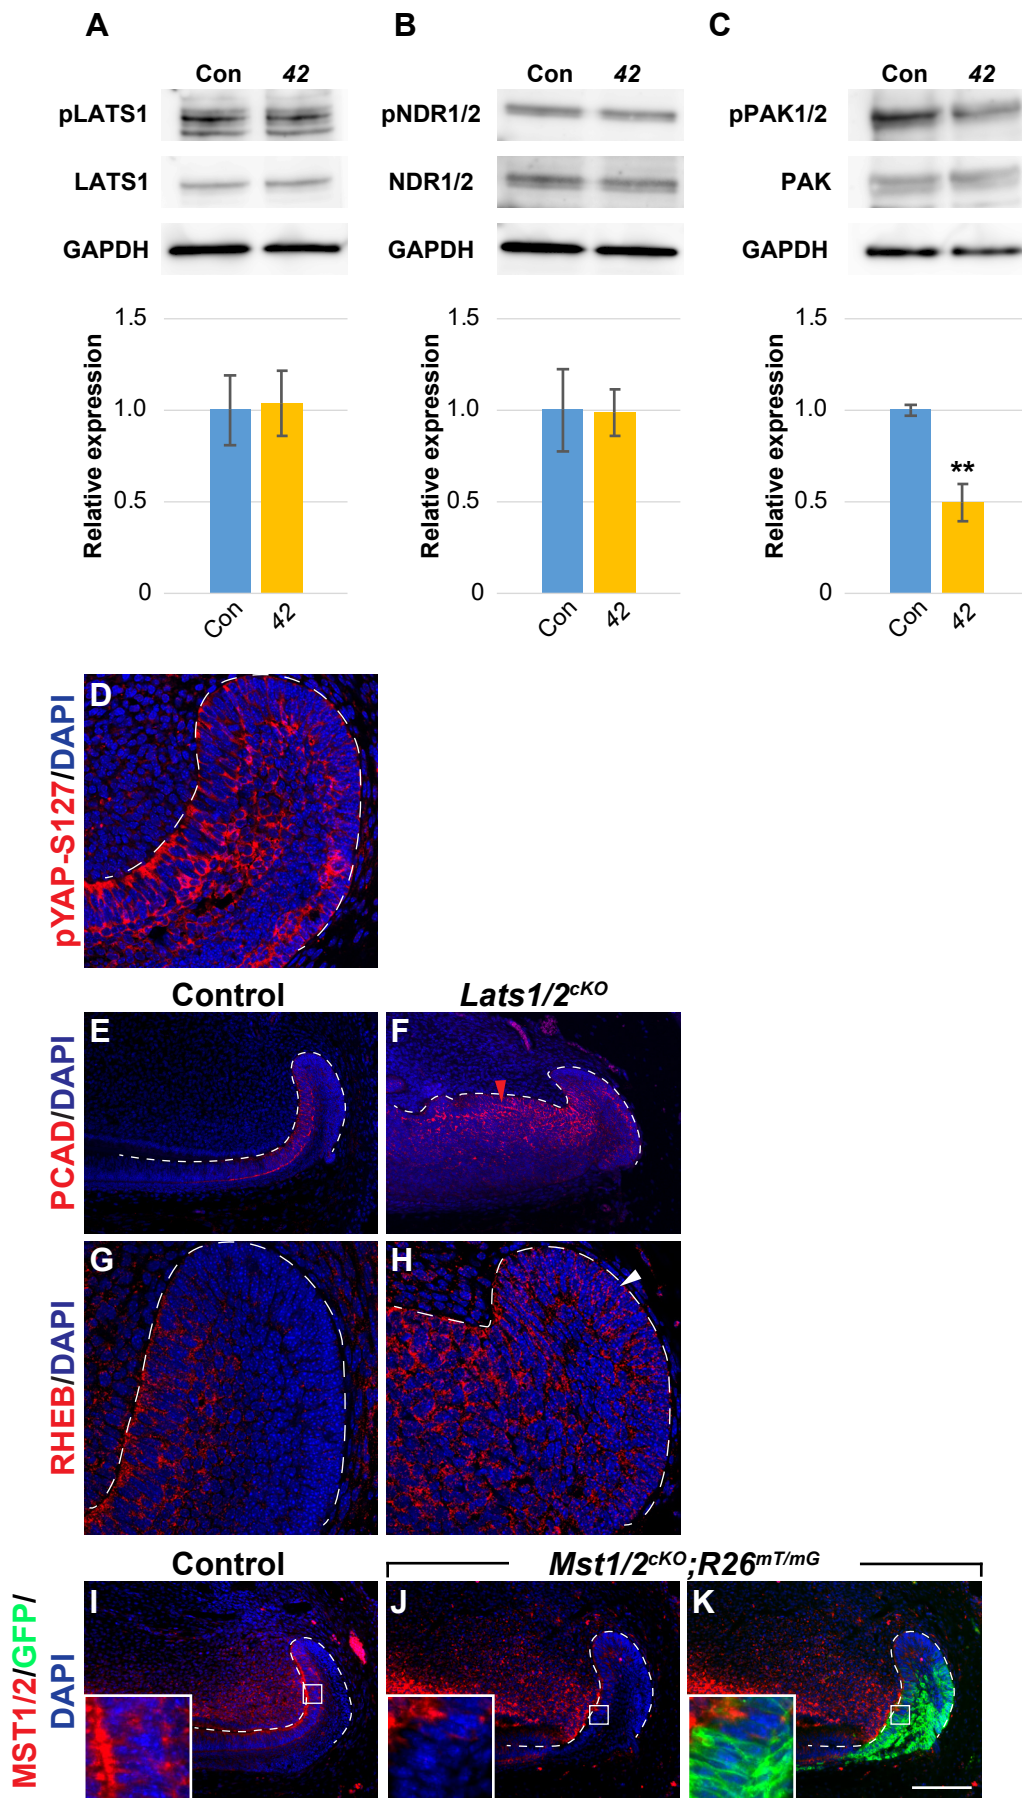 A
B
C
Con 42
Con 42
Con 42
pLATS1
pNDR1/2
pPAK1/2
LATS1
NDR1/2
PAK
GAPDH
GAPDH
GAPDH
Relative expression
1.5
1.0
0.5
0
Con
42
Relative expression
1.5
1.0
0.5
0
Con
42
Relative expression
1.5
1.0
0.5
0
**
Con
42
pYAP-S127/DAPI
D
Control
Lats1/2cKO
PCAD/DAPI
E
F
RHEB/DAPI
G
H
Control
Mst1/2cKO;R26mT/mG
MST1/2/GFP/
DAPI
I
J
K